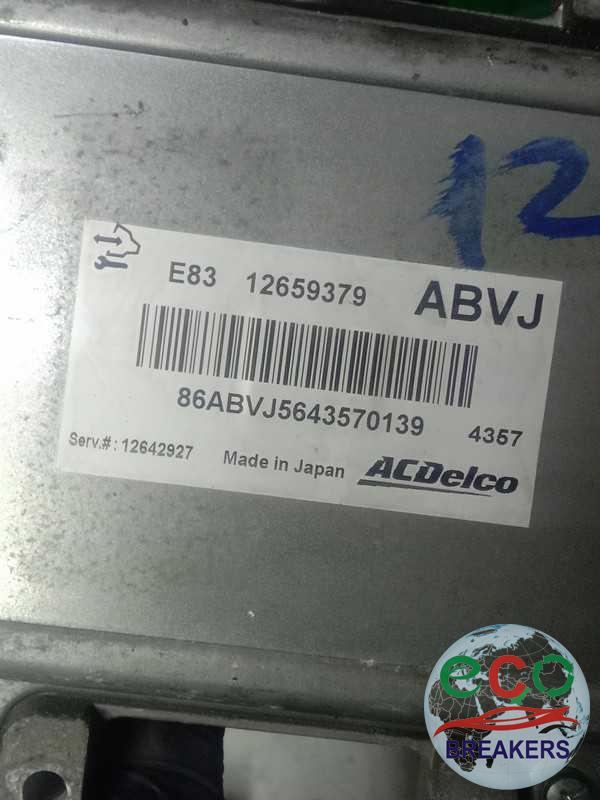 12
E83 12659379 ABVJ
86ABVJ5643570139 4357
Serv.#: 12642927 Made in Japan ACDelco
eco
BREAKERS